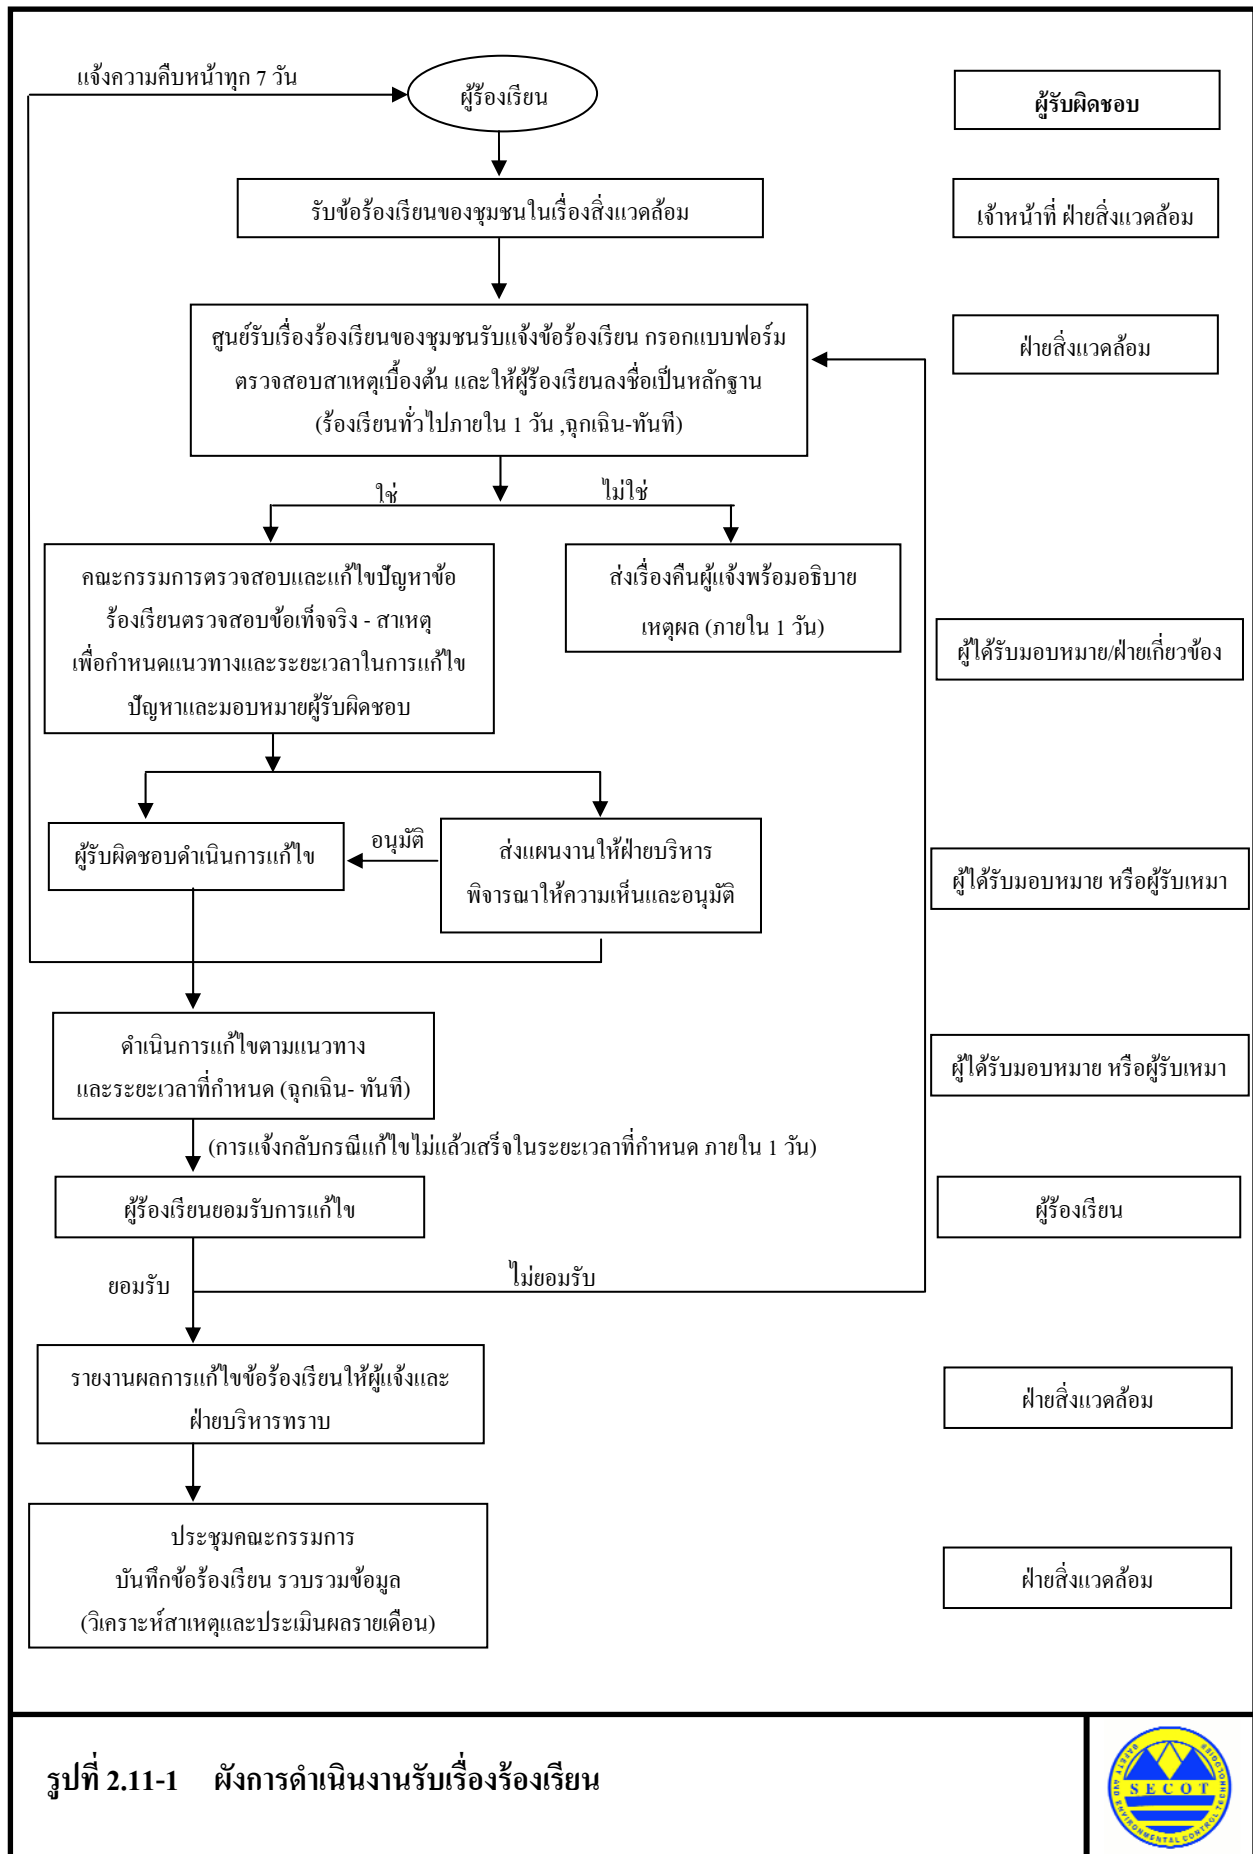 แจ้งความคืบหน้าทุก 7 วัน
ผู้ร้องเรียน
ผู้รับผิดชอบ
รับข้อร้องเรียนของชุมชนในเรื่องสิ่งแวดล้อม
เจ้าหน้าที่ ฝ่ายสิ่งแวดล้อม
ศูนย์รับเรื่องร้องเรียนของชุมชนรับแจ้งข้อร้องเรียน กรอกแบบฟอร์ม
ตรวจสอบสาเหตุเบื้องต้น และให้ผู้ร้องเรียนลงชื่อเป็นหลักฐาน
(ร้องเรียนทั่วไปภายใน 1 วัน ,ฉุกเฉิน-ทันที)
ฝ่ายสิ่งแวดล้อม
ใช่
ไม่ใช่
คณะกรรมการตรวจสอบและแก้ไขปัญหาข้อ
ร้องเรียนตรวจสอบข้อเท็จจริง - สาเหตุ
เพื่อกำหนดแนวทางและระยะเวลาในการแก้ไข
ปัญหาและมอบหมายผู้รับผิดชอบ
ส่งเรื่องคืนผู้แจ้งพร้อมอธิบาย
เหตุผล (ภายใน 1 วัน)
ผู้ได้รับมอบหมาย/ฝ่ายเกี่ยวข้อง
ผู้รับผิดชอบดำเนินการแก้ไข
อนุมัติ
ส่งแผนงานให้ฝ่ายบริหาร
พิจารณาให้ความเห็นและอนุมัติ
ผู้ได้รับมอบหมาย หรือผู้รับเหมา
ดำเนินการแก้ไขตามแนวทาง
และระยะเวลาที่กำหนด (ฉุกเฉิน- ทันที)
ผู้ได้รับมอบหมาย หรือผู้รับเหมา
(การแจ้งกลับกรณีแก้ไขไม่แล้วเสร็จในระยะเวลาที่กำหนด ภายใน 1 วัน)
ผู้ร้องเรียนยอมรับการแก้ไข
ผู้ร้องเรียน
ยอมรับ
ไม่ยอมรับ
รายงานผลการแก้ไขข้อร้องเรียนให้ผู้แจ้งและ
ฝ่ายบริหารทราบ
ฝ่ายสิ่งแวดล้อม
ประชุมคณะกรรมการ
บันทึกข้อร้องเรียน รวบรวมข้อมูล
(วิเคราะห์สาเหตุและประเมินผลรายเดือน)
ฝ่ายสิ่งแวดล้อม
รูปที่ 2.11-1 ผังการดำเนินงานรับเรื่องร้องเรียน
SECOT
SAFETY AND ENVIRONMENTAL CONTROL TECHNOLOGIES